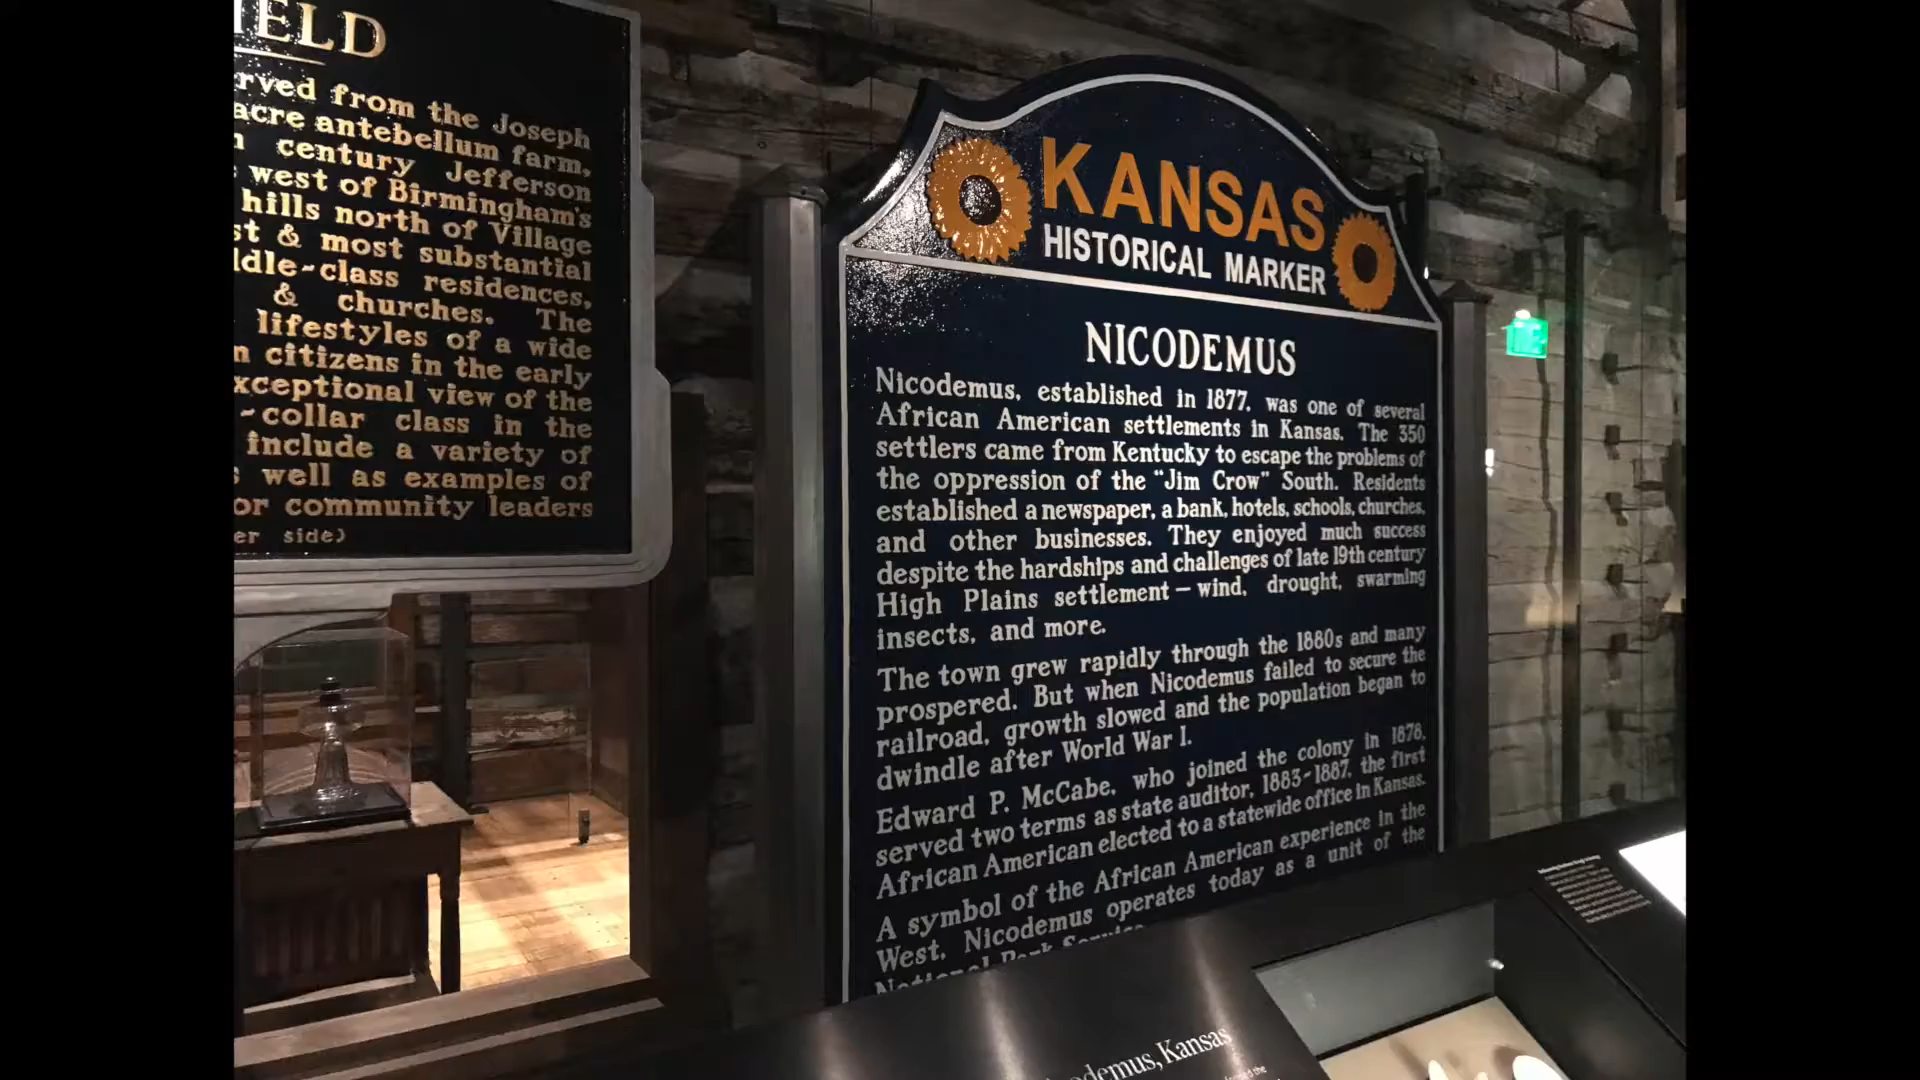 IELD
rved from the Joseph
acre antebellum farm,
century Jefferson
west of Birmingham's
hills north of Village
st & most substantial
ddle-class residences,
& churches. The
lifestyles of a wide
n citizens in the early
xceptional view of the
-collar class in the
include a variety of
s well as examples of
or community leaders
er side)
KANSAS
HISTORICAL MARKER
NICODEMUS
Nicodemus, established in 1877, was one of several
African American settlements in Kansas. The 350
settlers came from Kentucky to escape the problems of
the oppression of the "Jim Crow" South. Residents
established a newspaper, a bank, hotels, schools, churches,
and other businesses. They enjoyed much success
despite the hardships and challenges of late 19th century
High Plains settlement — wind, drought, swarming
insects, and more.
The town grew rapidly through the 1880s and many
prospered. But when Nicodemus failed to secure the
railroad, growth slowed and the population began to
dwindle after World War I.
Edward P. McCabe, who joined the colony in 1878,
served two terms as state auditor, 1883-1887, the first
African American elected to a statewide office in Kansas.
A symbol of the African American experience in the
West, Nicodemus operates today as a unit of the
National Park Service
odemus, Kansas